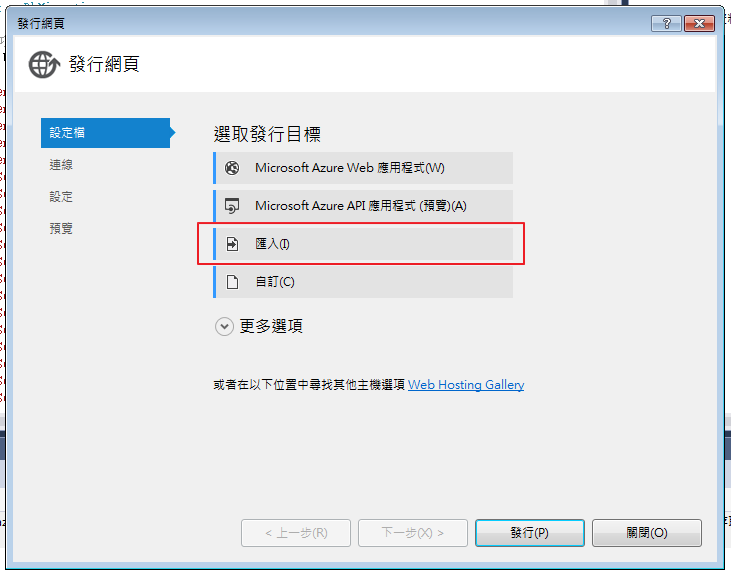 發行網頁
發行網頁
設定檔
連線
設定
預覽
選取發行目標
Microsoft Azure Web 應用程式(W)
Microsoft Azure API 應用程式 (預覽)(A)
匯入(I)
自訂(C)
更多選項
或者在以下位置中尋找其他主機選項 Web Hosting Gallery
< 上一步(R)
下一步(X) >
發行(P)
關閉(O)